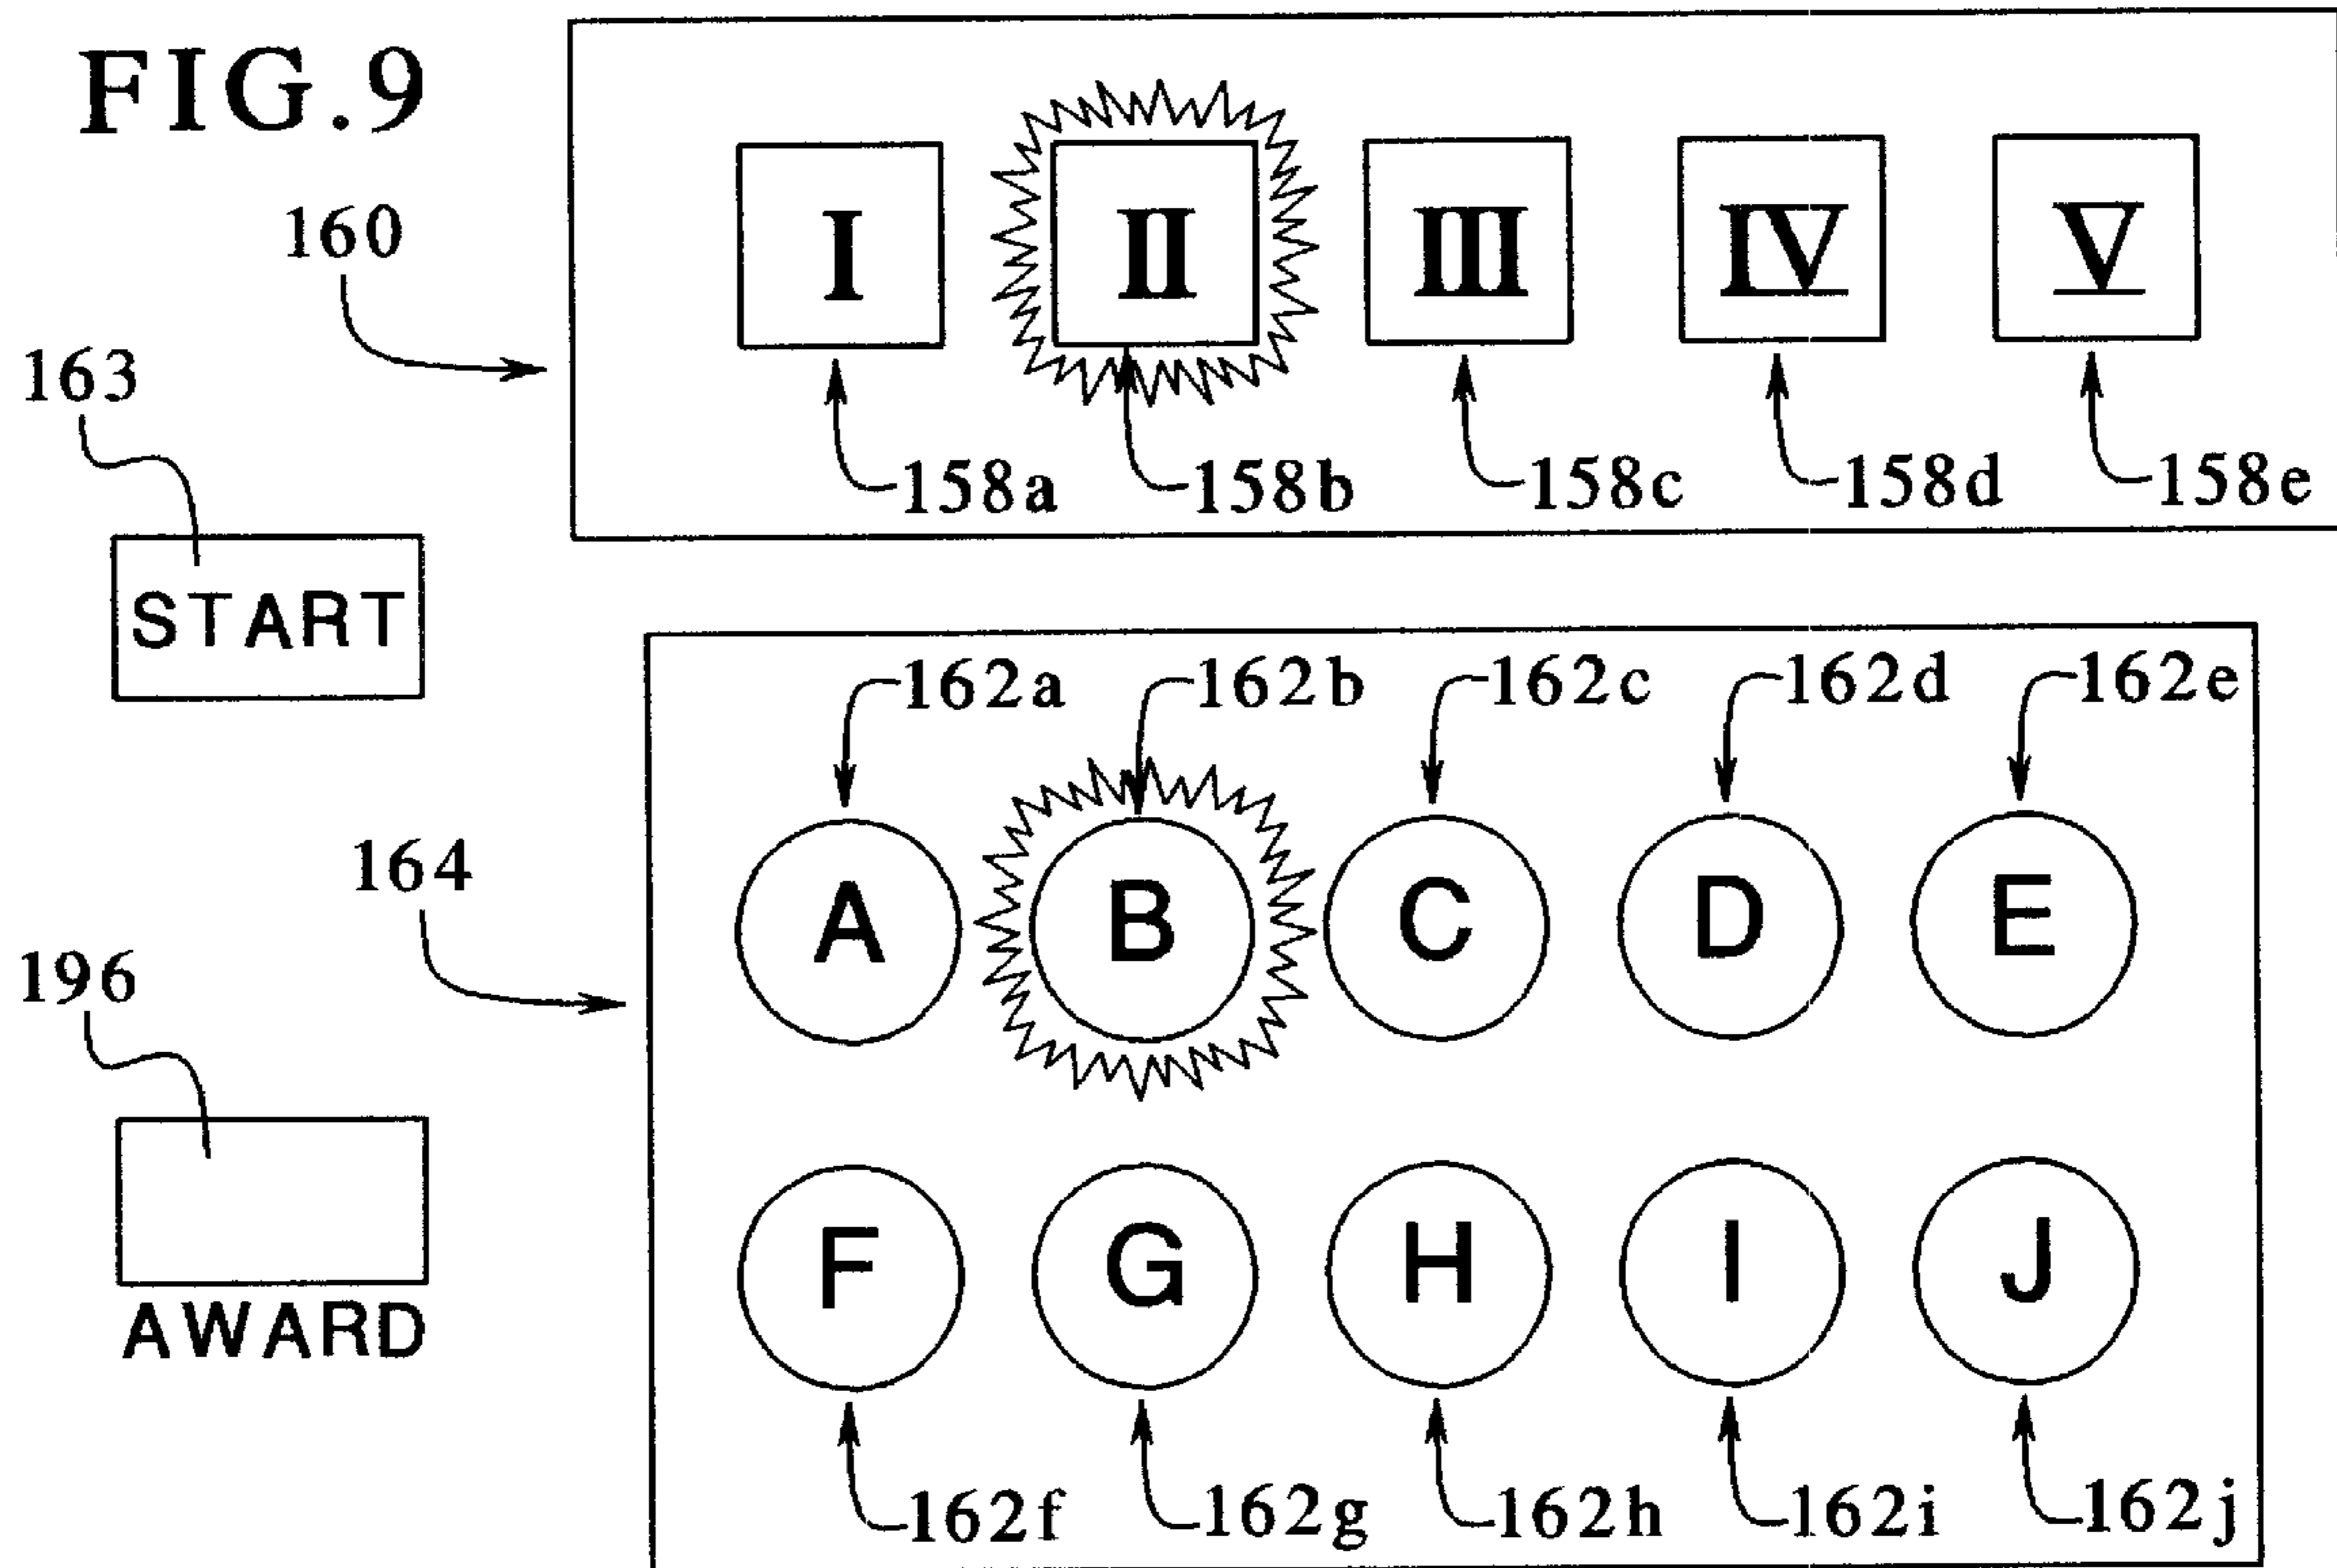 FIG.9
160
I II III IV V
163
158a 158b 158c 158d 158e
START
162a 162b 162c 162d 162e
164
A B C D E
196
F G H I J
AWARD
162f 162g 162h 162i 162j